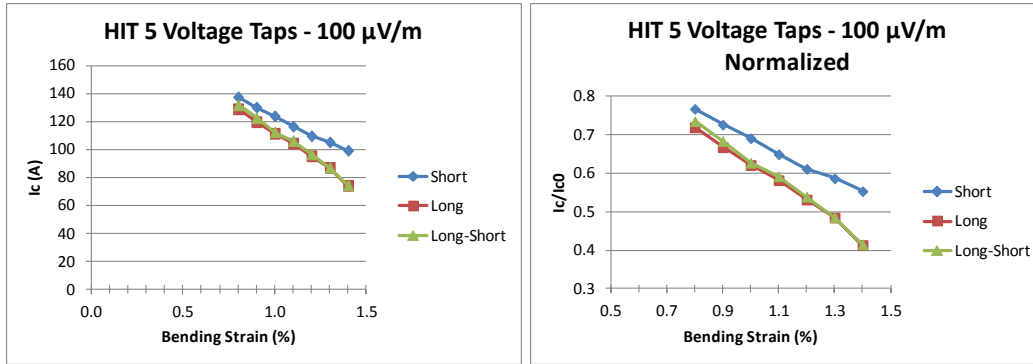 HIT 5 Voltage Taps - 100 µV/m
160
140
120
100
80
60
40
20
0
Ic (A)
0.0 0.5 1.0 1.5
Bending Strain (%)
Short
Long
Long-Short
HIT 5 Voltage Taps - 100 µV/m
Normalized
0.8
0.7
0.6
0.5
0.4
0.3
Ic/Ic0
0.5 0.7 0.9 1.1 1.3 1.5
Bending Strain (%)
Short
Long
Long-Short